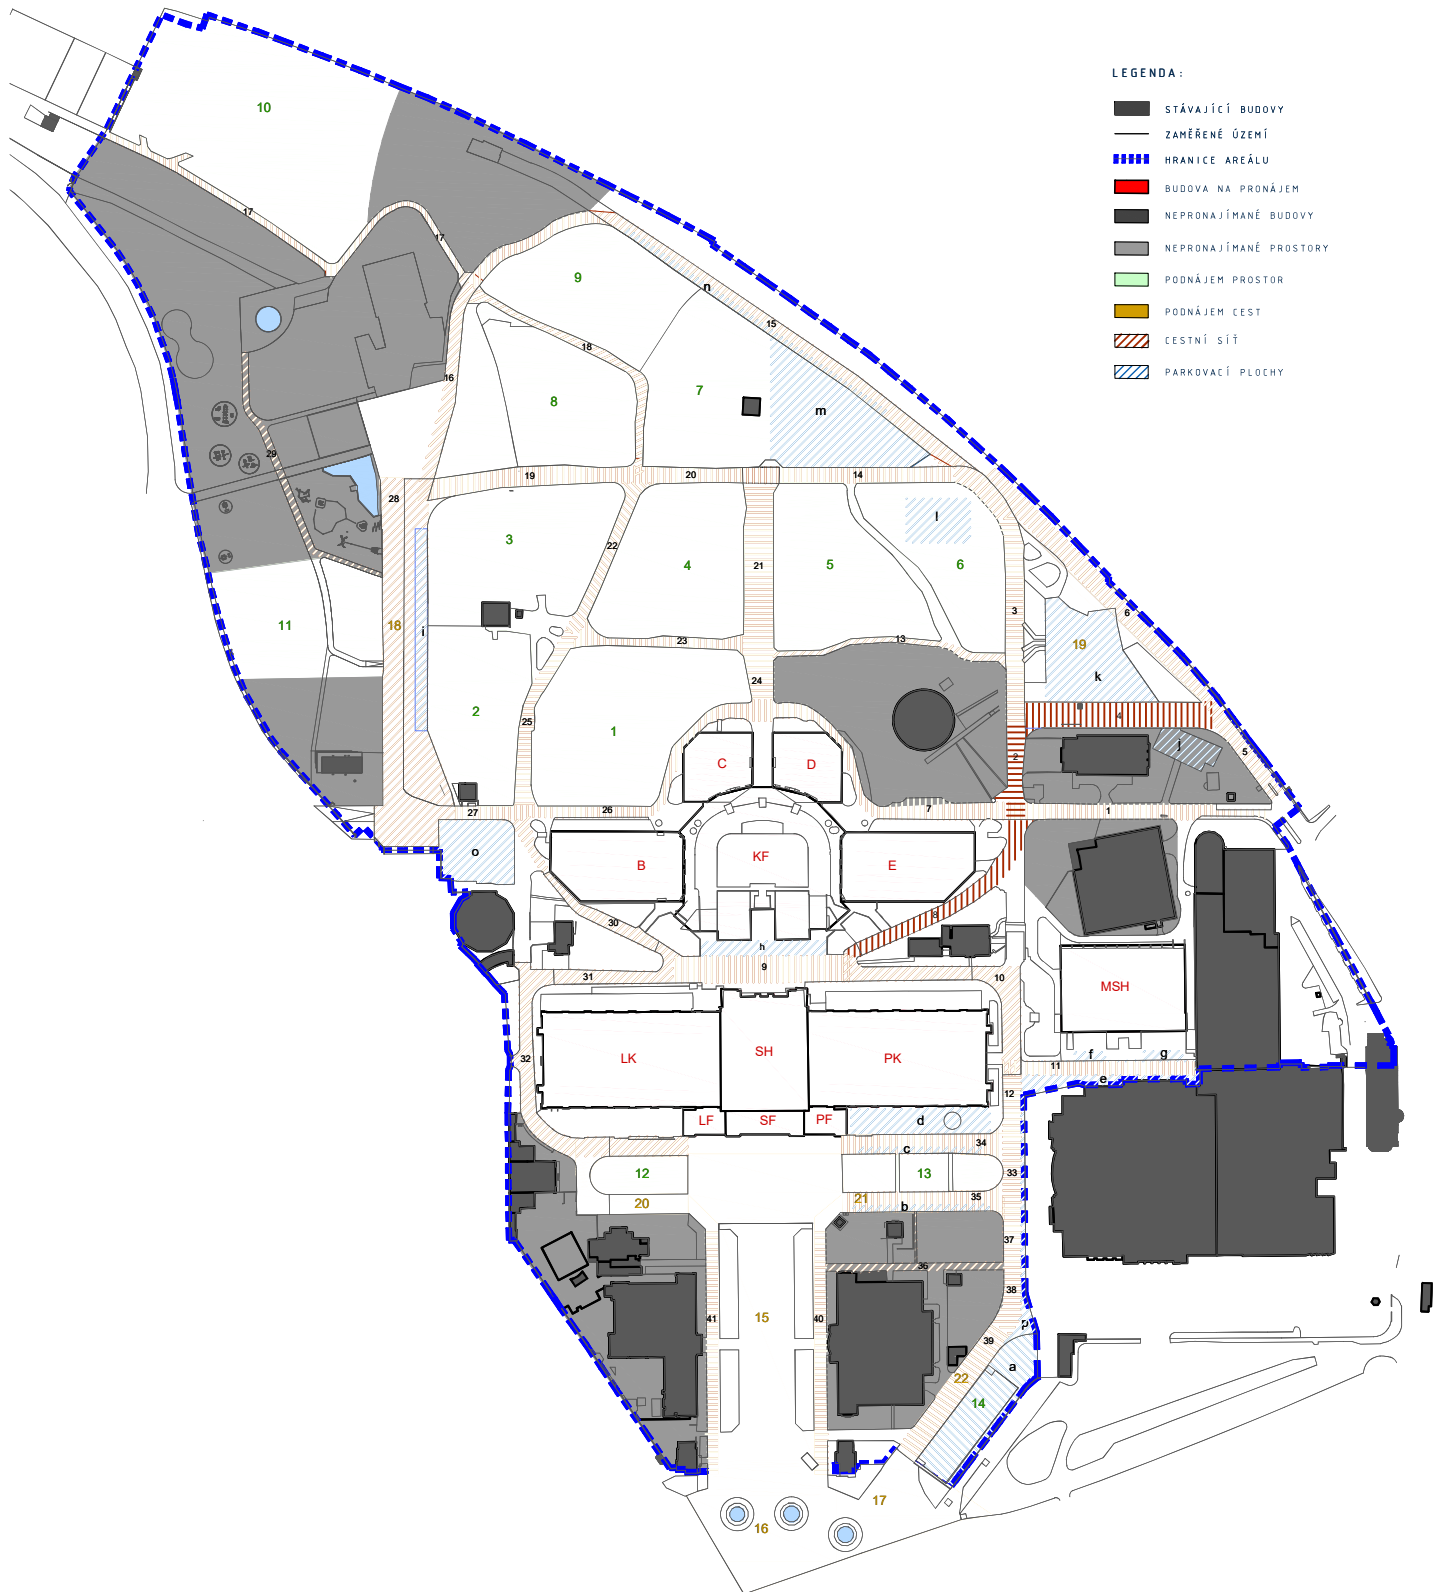 LEGENDA:
STÁVAJÍCÍ BUDOVY
ZAMĚŘENÉ ÚZEMÍ
HRANICE AREÁLU
BUDOVA NA PRONÁJEM
NEPRONAJÍMANÉ BUDOVY
NEPRONAJÍMANÉ PROSTORY
PODNÁJEM PROSTOR
PODNÁJEM CEST
CESTNÍ SÍŤ
PARKOVACÍ PLOCHY
10
17
17
9
n
15
18
16
8
7
m
29
28
19
20
14
3
22
4
21
5
l
6
3
6
11
18
i
23
13
19
k
2
25
1
24
4
C
D
2
j
5
27
26
7
1
o
B
KF
E
30
8
h
31
9
10
MSH
32
LK
SH
PK
f
g
11
e
12
LF
SF
PF
d
c
34
12
13
33
20
21
35
b
37
36
38
41
15
40
p
39
a
22
14
17
16